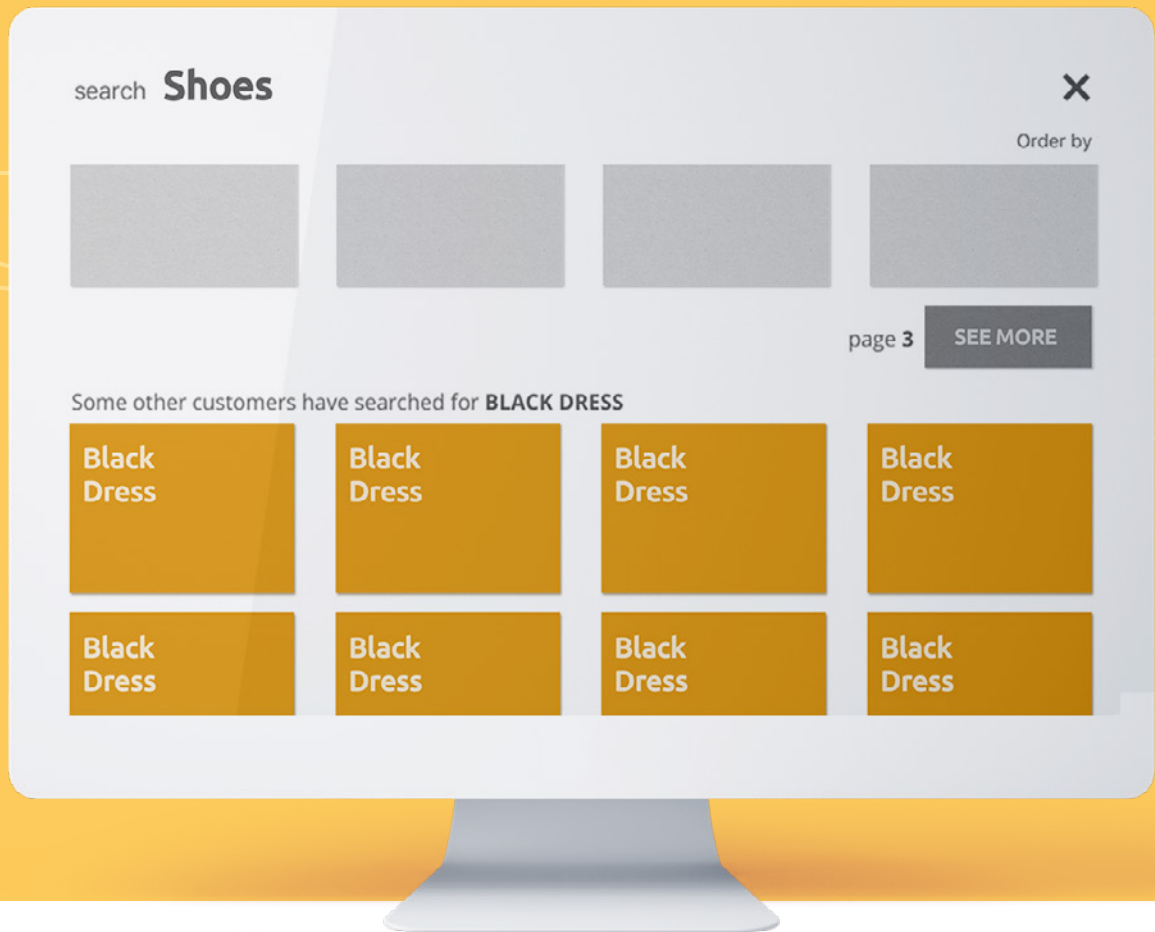 search Shoes
Order by
page 3 SEE MORE
Some other customers have searched for BLACK DRESS
Black Black Black Black
Dress Dress Dress Dress
Black Black Black Black
Dress Dress Dress Dress